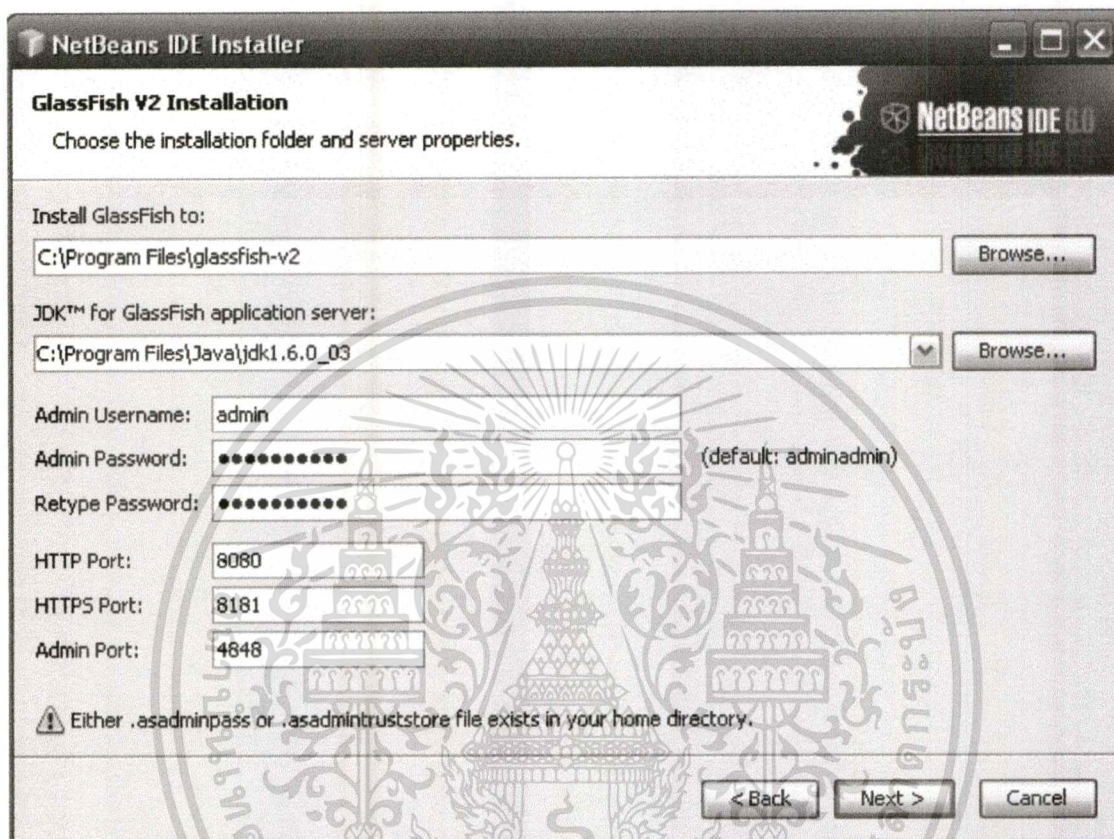 NetBeans IDE Installer
GlassFish V2 Installation
Choose the installation folder and server properties.
NetBeans IDE 6.0
Install GlassFish to:
C:\Program Files\glassfish-v2
Browse...
JDK™ for GlassFish application server:
C:\Program Files\Java\jdk1.6.0_03
Browse...
Admin Username: admin
Admin Password: ●●●●●●●●●● (default: adminadmin)
Retype Password: ●●●●●●●●●●
HTTP Port: 8080
HTTPS Port: 8181
Admin Port: 4848
Either .asadminpass or .asadmintruststore file exists in your home directory.
< Back
Next >
Cancel